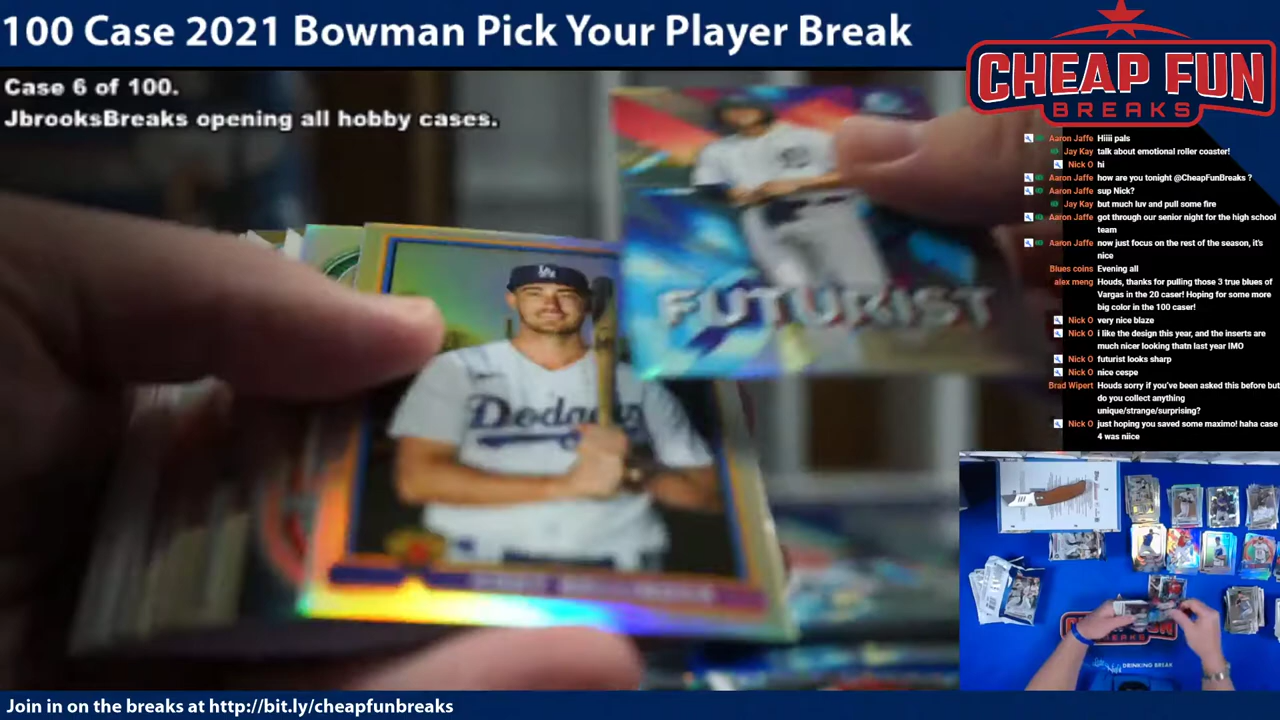 100 Case 2021 Bowman Pick Your Player Break
Case 6 of 100.
JbrooksBreaks opening all hobby cases.
CHEAP FUN
BREAKS
FUTURIST
LA
Dodgers
Aaron Jaffe Hiiii pals
Jay Kay talk about emotional roller coaster!
Nick O hi
Aaron Jaffe how are you tonight @CheapFunBreaks ?
Aaron Jaffe sup Nick?
Jay Kay but much luv and pull some fire
Aaron Jaffe got through our senior night for the high school
team
Aaron Jaffe now just focus on the rest of the season, it's
nice
Blues coins Evening all
alex meng Houds, thanks for pulling those 3 true blues of
Vargas in the 20 caser! Hoping for some more
big color in the 100 caser!
Nick O very nice blaze
Nick O i like the design this year, and the inserts are
much nicer looking thatn last year IMO
Nick O futurist looks sharp
Nick O nice cespe
Brad Wipert Houds sorry if you've been asked this before but
do you collect anything
unique/strange/surprising?
Nick O just hoping you saved some maximo! haha case
4 was niice
CHEAP FUN
BREAKS
DRINKING BREAK
Join in on the breaks at http://bit.ly/cheapfunbreaks